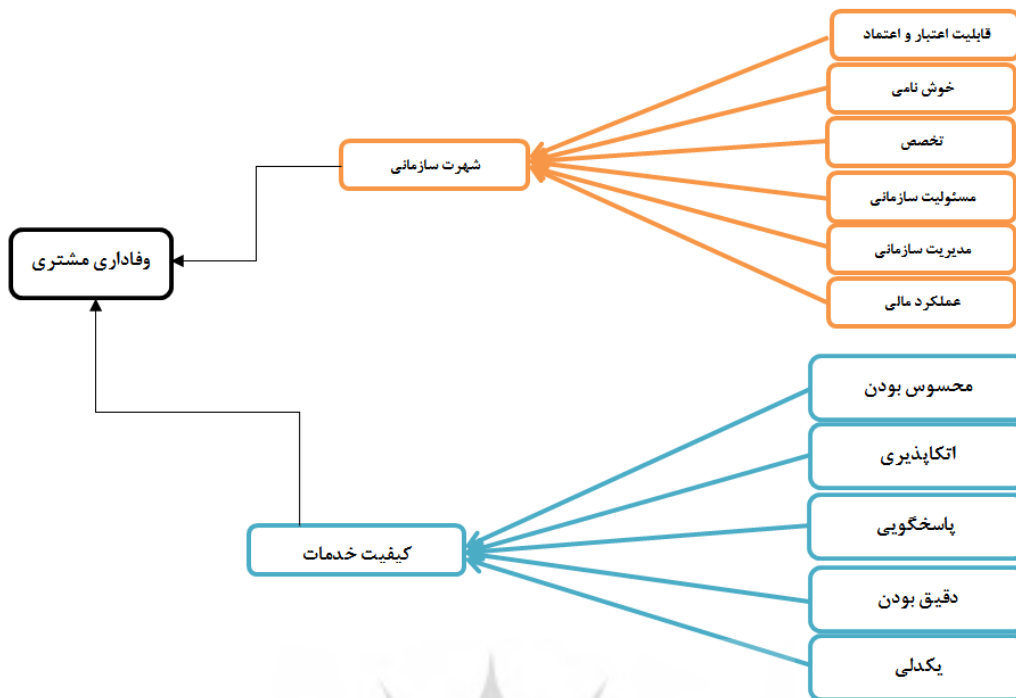 قابلیت اعتبار و اعتماد
خوش نامی
تخصص
شهرت سازمانی
مسئولیت سازمانی
مدیریت سازمانی
وفاداری مشتری
عملکرد مالی
محسوس بودن
اتکاپذیری
پاسخگویی
کیفیت خدمات
دقیق بودن
یکدلی